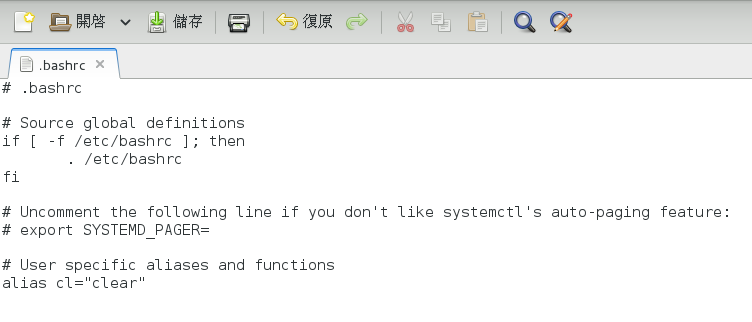 開啓 儲存 復原
.bashrc
# .bashrc
# Source global definitions
if [ -f /etc/bashrc ]; then
        . /etc/bashrc
fi
# Uncomment the following line if you don't like systemctl's auto-paging feature:
# export SYSTEMD_PAGER=
# User specific aliases and functions
alias cl="clear"